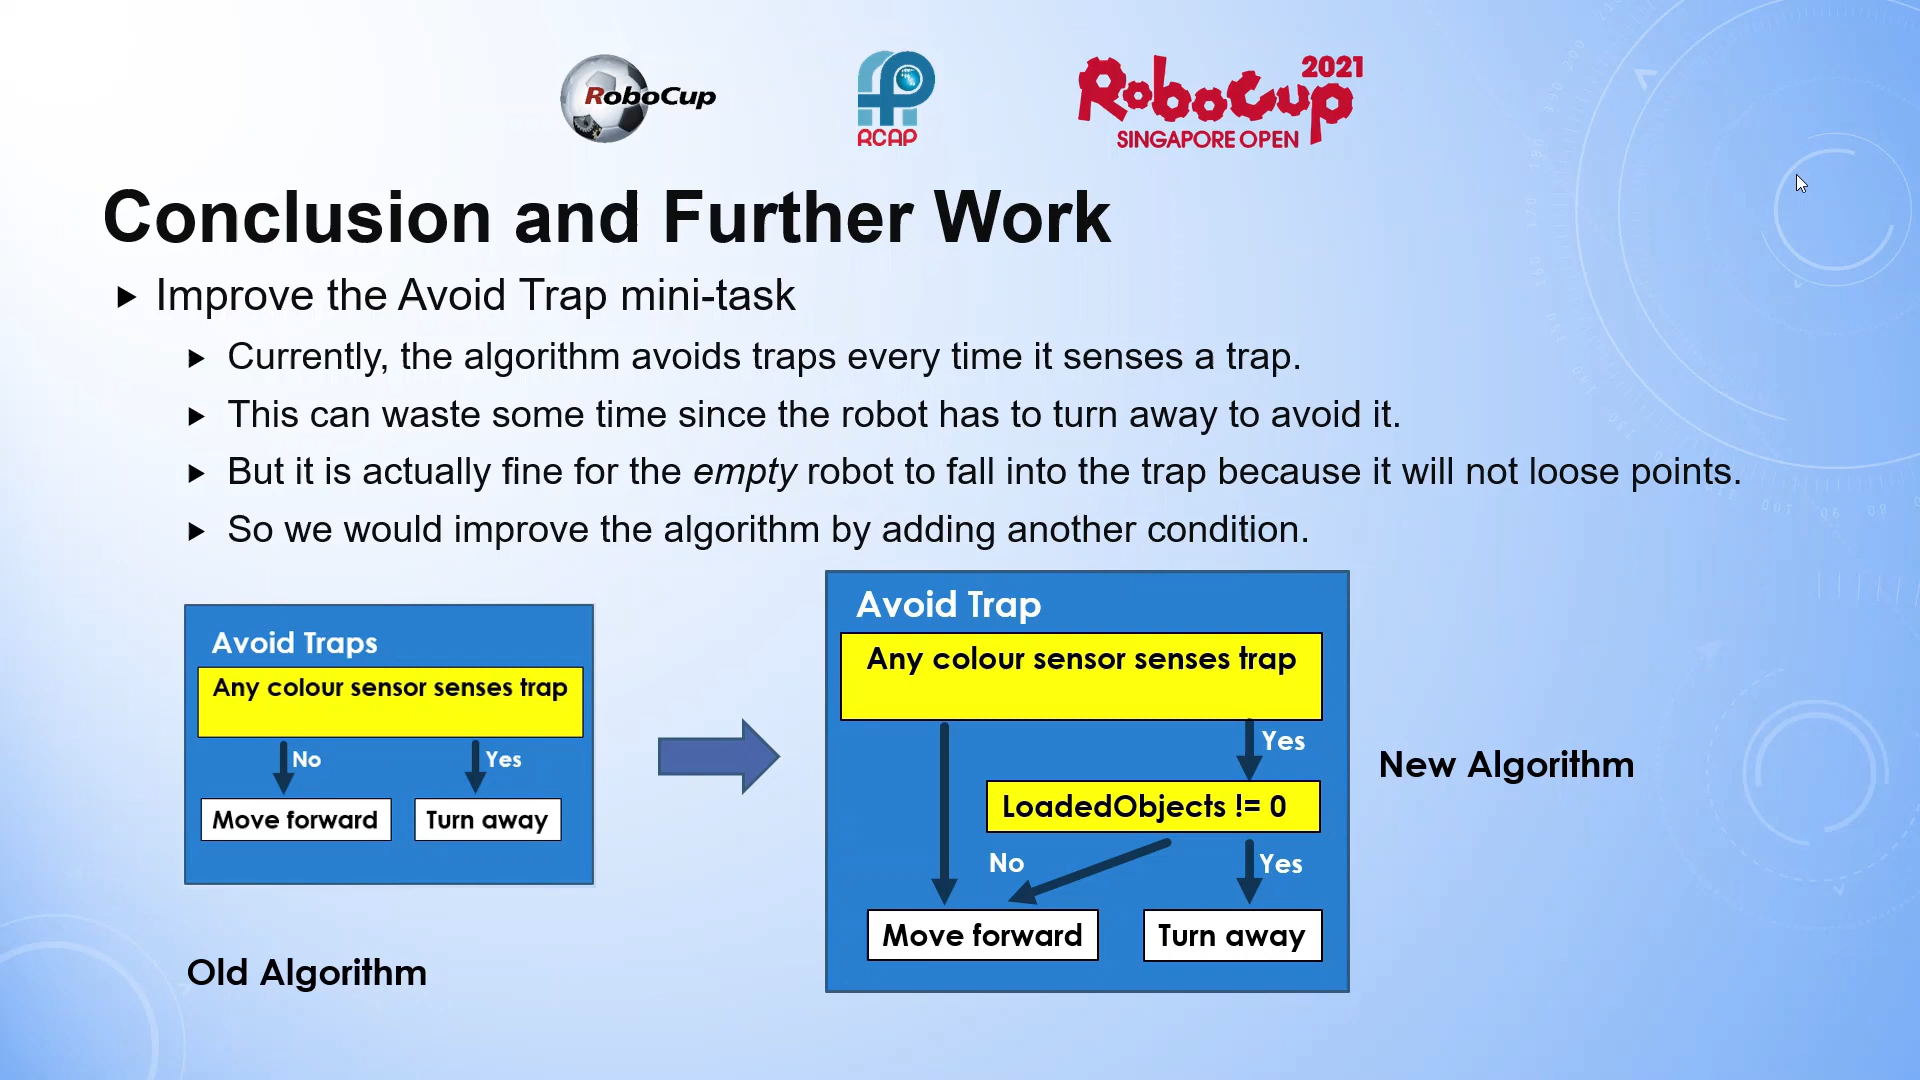 RoboCup
RCAP
RoboCup 2021
SINGAPORE OPEN
Conclusion and Further Work
Improve the Avoid Trap mini-task
Currently, the algorithm avoids traps every time it senses a trap.
This can waste some time since the robot has to turn away to avoid it.
But it is actually fine for the empty robot to fall into the trap because it will not loose points.
So we would improve the algorithm by adding another condition.
Avoid Traps
Any colour sensor senses trap
No
Yes
Move forward
Turn away
Old Algorithm
Avoid Trap
Any colour sensor senses trap
Yes
LoadedObjects != 0
No
Yes
Move forward
Turn away
New Algorithm